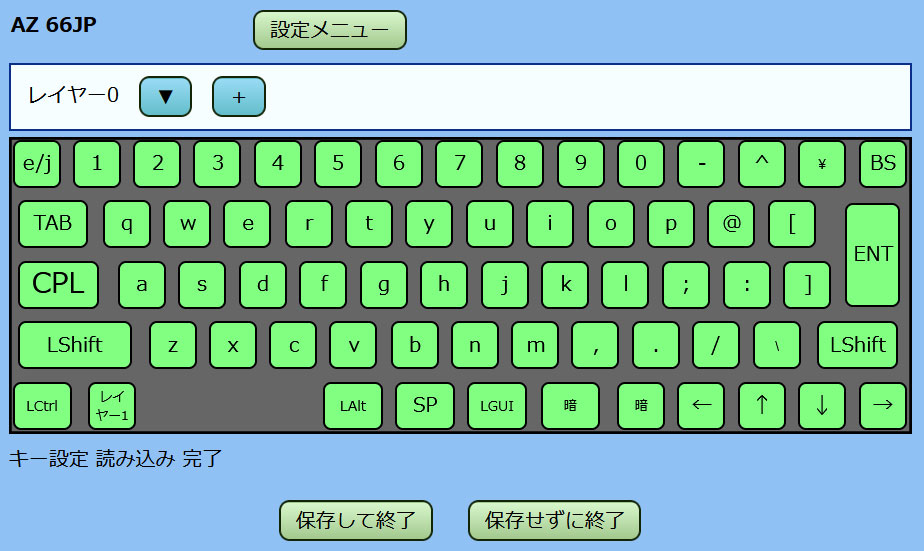 AZ 66JP 設定メニュー
レイヤー0 ▼ +
e/j 1 2 3 4 5 6 7 8 9 0 - ^ ¥ BS
TAB q w e r t y u i o p @ [ ENT
CPL a s d f g h j k l ; : ]
LShift z x c v b n m , . / \ LShift
LCtrl レイヤー1 LAlt SP LGUI 暗 暗 ← ↑ ↓ →
キー設定 読み込み 完了
保存して終了 保存せずに終了